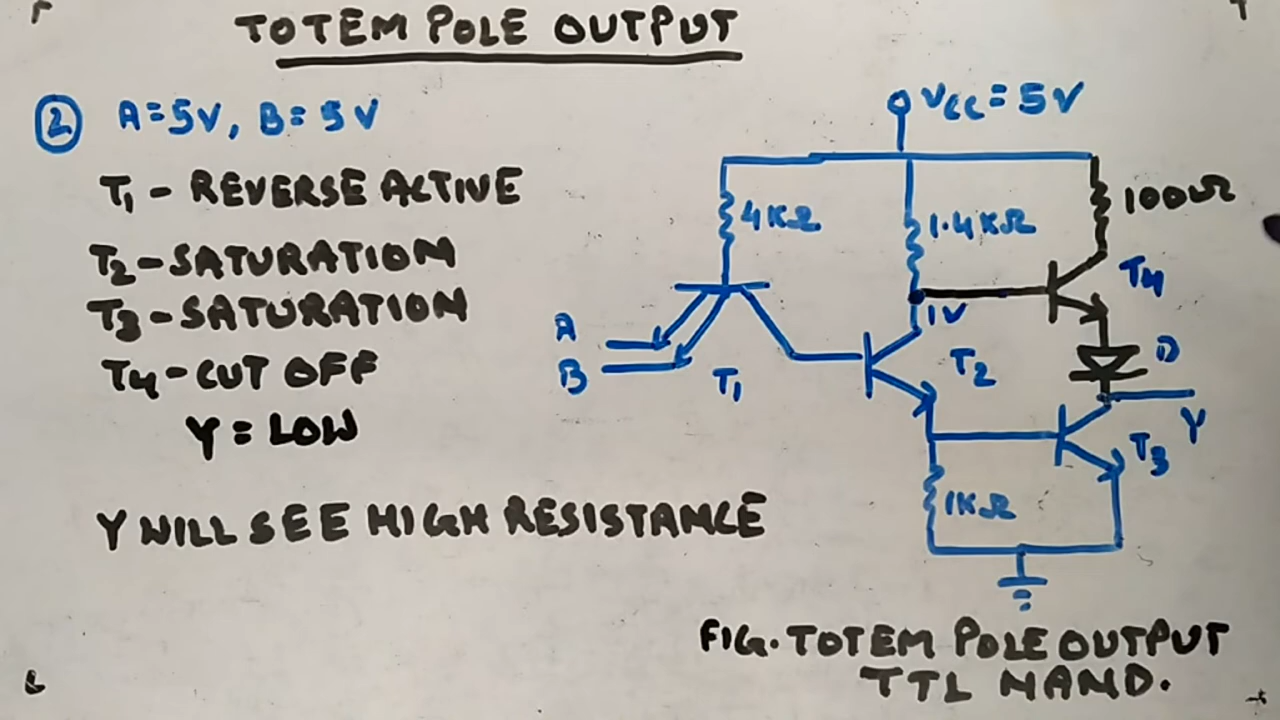 TOTEM POLE OUTPUT
② A=5V, B=5V
T1 - REVERSE ACTIVE
T2 - SATURATION
T3 - SATURATION
T4 - CUT OFF
Y = LOW
Y WILL SEE HIGH RESISTANCE
VCC = 5V
4KΩ
1.4KΩ
100Ω
T4
1V
A
B
T1
T2
D
Y
T3
1KΩ
FIG. TOTEM POLE OUTPUT
TTL NAND.